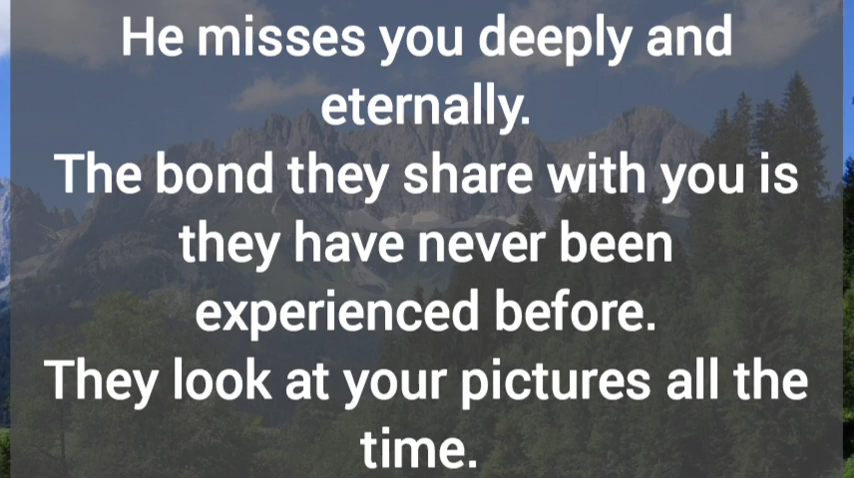 He misses you deeply and
eternally.
The bond they share with you is
they have never been
experienced before.
They look at your pictures all the
time.